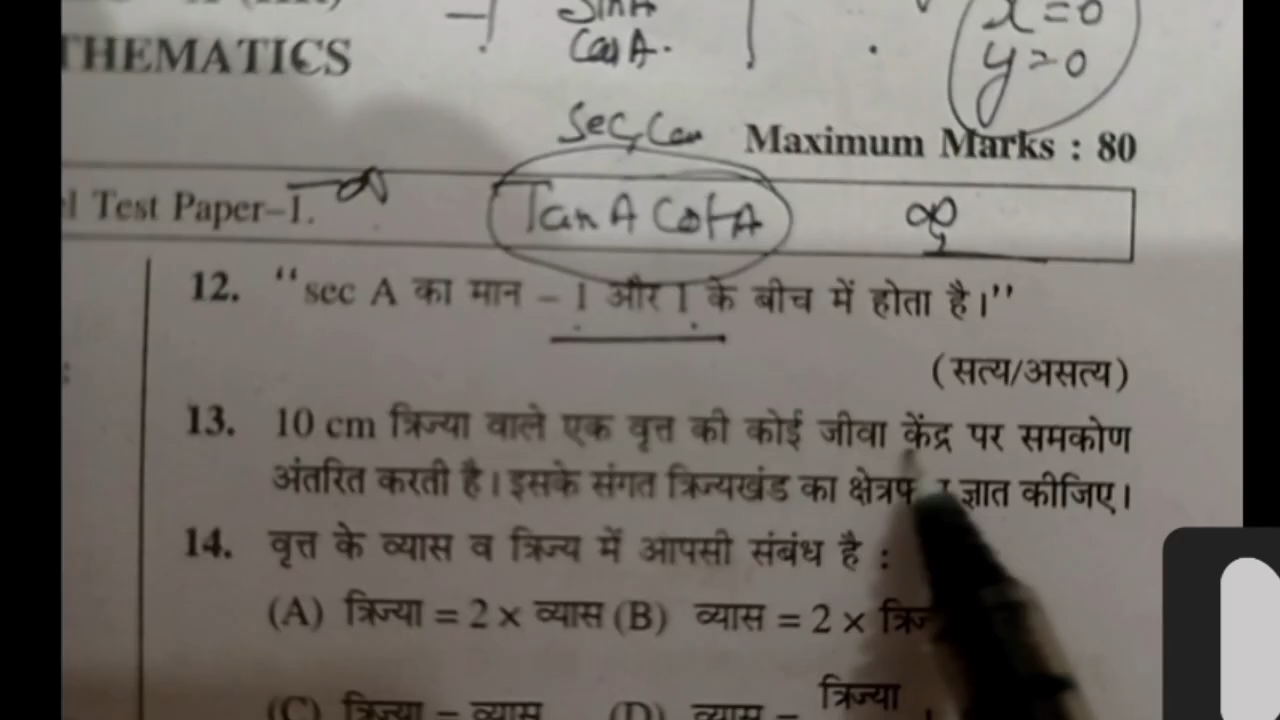 Sin A
Cos A.
x = 0
y = 0
THEMATICS
Sec, Cos
Maximum Marks : 80
Test Paper–1.
Tan A Cot A
12. “sec A का मान – 1 और 1 के बीच में होता है।”
(सत्य/असत्य)
13. 10 cm त्रिज्या वाले एक वृत्त की कोई जीवा केंद्र पर समकोण
अंतरित करती है। इसके संगत त्रिज्यखंड का ज्ञात कीजिए।
14. वृत्त के व्यास व त्रिज्य में आपसी संबंध है :
(A) त्रिज्या = 2 × व्यास (B) व्यास = 2 ×
(C) त्रिज्या = व्यास (D) व्यास = त्रिज्या